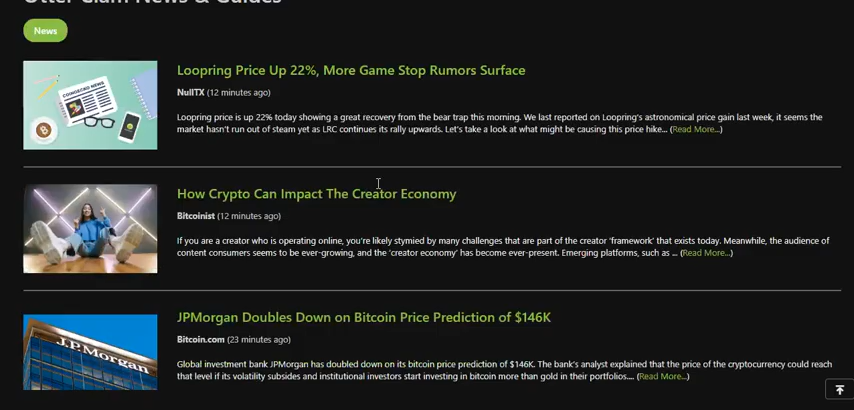 Otter Clam News & Guides
News
COINGECKO NEWS
Loopring Price Up 22%, More Game Stop Rumors Surface
NullTX (12 minutes ago)
Loopring price is up 22% today showing a great recovery from the bear trap this morning. We last reported on Loopring's astronomical price gain last week, it seems the
market hasn't run out of steam yet as LRC continues its rally upwards. Let's take a look at what might be causing this price hike... (Read More...)
How Crypto Can Impact The Creator Economy
Bitcoinist (12 minutes ago)
If you are a creator who is operating online, you're likely stymied by many challenges that are part of the creator 'framework' that exists today. Meanwhile, the audience of
content consumers seems to be ever-growing, and the 'creator economy' has become ever-present. Emerging platforms, such as ... (Read More...)
J.P.Morgan
JPMorgan Doubles Down on Bitcoin Price Prediction of $146K
Bitcoin.com (23 minutes ago)
Global investment bank JPMorgan has doubled down on its bitcoin price prediction of $146K. The bank's analyst explained that the price of the cryptocurrency could reach
that level if its volatility subsides and institutional investors start investing in bitcoin more than gold in their portfolios.... (Read More...)